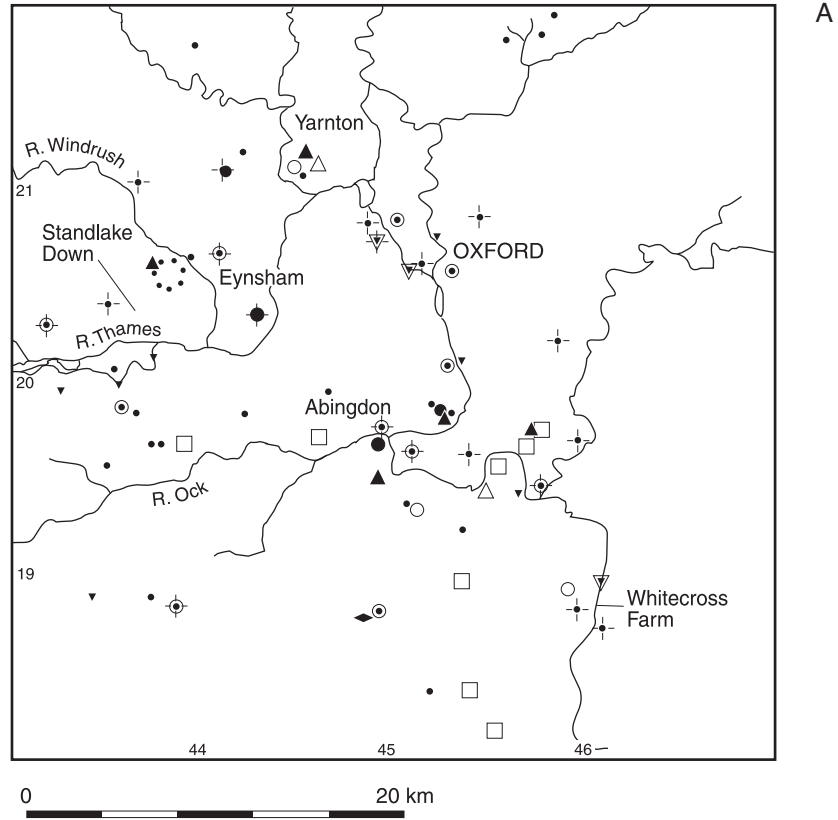 A
Yarnton
R. Windrush
21
Standlake
Down
OXFORD
Eynsham
R.Thames
20
Abingdon
R. Ock
19
Whitecross
Farm
44
45
46
0
20 km